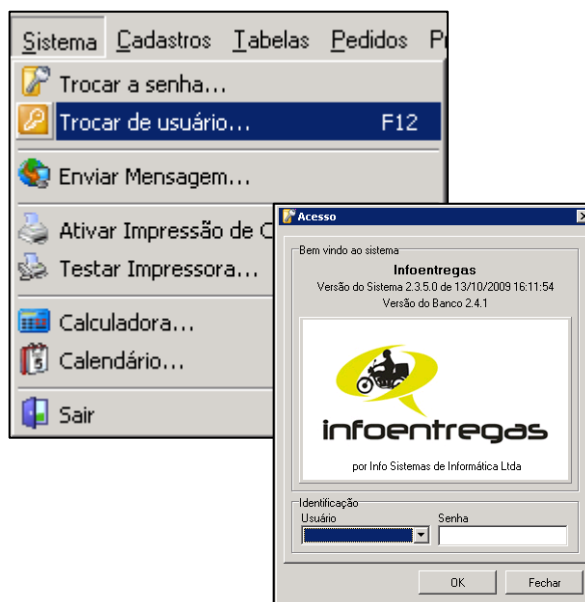 Sistema Cadastros Tabelas Pedidos
Trocar a senha...
Trocar de usuário... F12
Enviar Mensagem...
Ativar Impressão de
Testar Impressora...
Calculadora...
Calendário...
Sair
Acesso
Bem vindo ao sistema
Infoentregas
Versão do Sistema 2.3.5.0 de 13/10/2009 16:11:54
Versão do Banco 2.4.1
infoentregas
por Info Sistemas de Informática Ltda
Identificação
Usuário Senha
OK Fechar